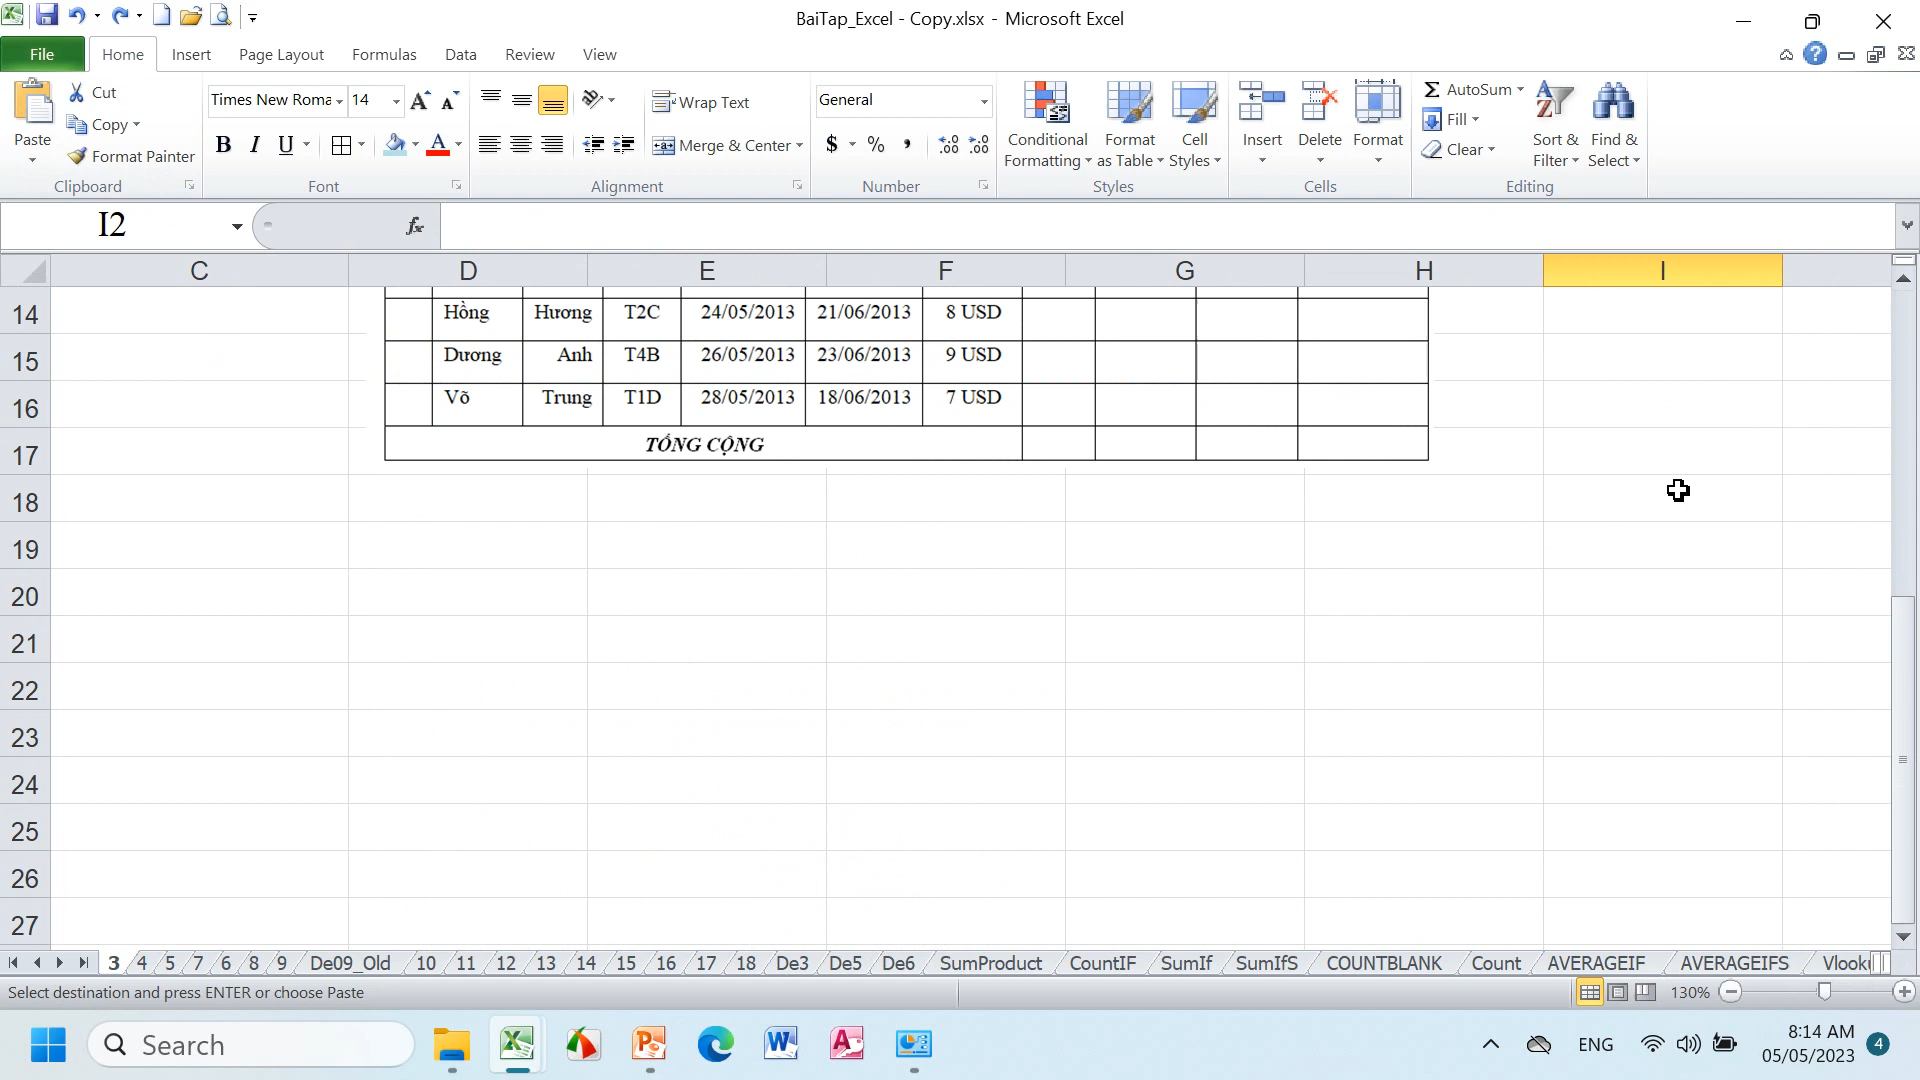 BaiTap_Excel - Copy.xlsx - Microsoft Excel
File Home Insert Page Layout Formulas Data Review View
Paste Cut Copy Format Painter Clipboard
Times New Roma 14 B I U Font
Wrap Text Merge & Center Alignment
General $ % , Number
Conditional Formatting Format as Table Cell Styles Styles
Insert Delete Format Cells
AutoSum Fill Clear Sort & Filter Find & Select Editing
I2 fx
C D E F G H I
14 Hồng Hương T2C 24/05/2013 21/06/2013 8 USD
15 Dương Anh T4B 26/05/2013 23/06/2013 9 USD
16 Võ Trung T1D 28/05/2013 18/06/2013 7 USD
17 TỔNG CỘNG
18
19
20
21
22
23
24
25
26
27
3 4 5 6 7 8 9 De09_Old 10 11 12 13 14 15 16 17 18 De3 De5 De6 SumProduct CountIF SumIf SumIfS COUNTBLANK Count AVERAGEIF AVERAGEIFS Vlooku
Select destination and press ENTER or choose Paste 130%
Search ENG 8:14 AM 4
05/05/2023